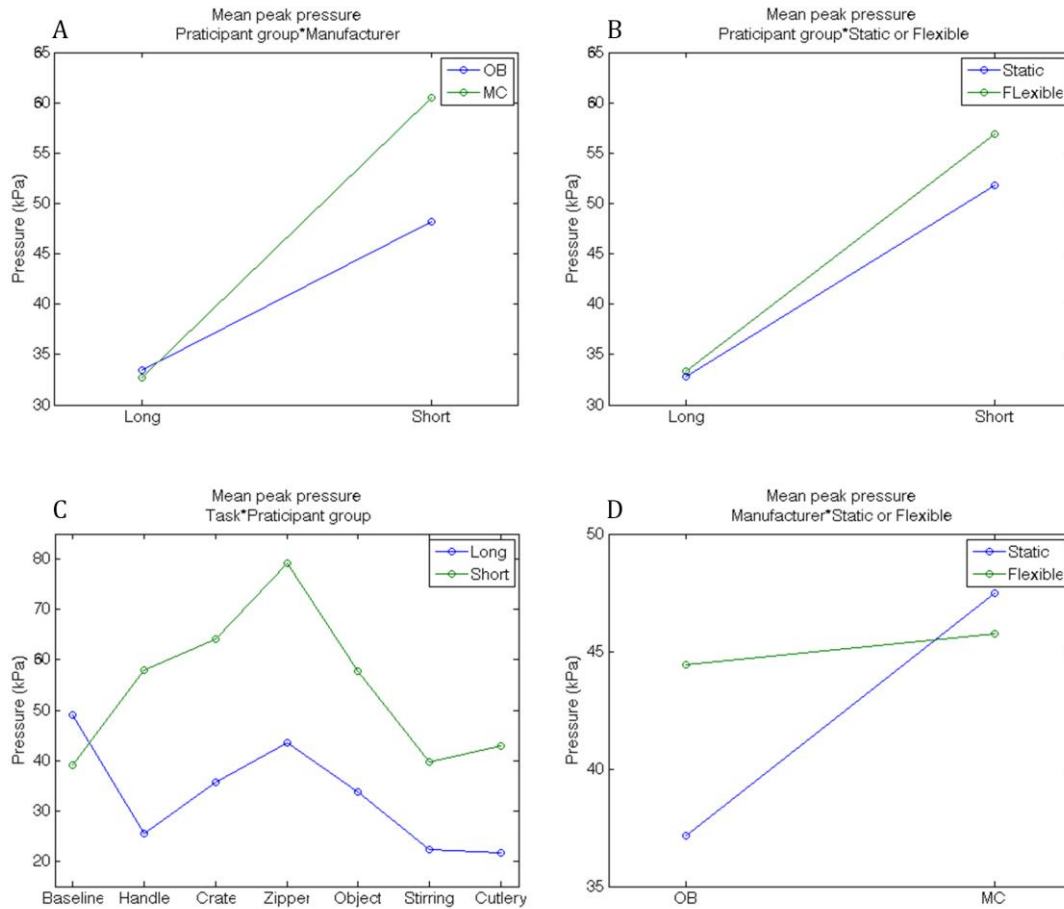 A
Mean peak pressure
Praticipant group*Manufacturer
OB
MC
Pressure (kPa)
65
60
55
50
45
40
35
30
Long
Short
B
Mean peak pressure
Praticipant group*Static or Flexible
Static
FLexible
Pressure (kPa)
65
60
55
50
45
40
35
30
Long
Short
C
Mean peak pressure
Task*Praticipant group
Long
Short
Pressure (kPa)
80
70
60
50
40
30
20
Baseline
Handle
Crate
Zipper
Object
Stirring
Cutlery
D
Mean peak pressure
Manufacturer*Static or Flexible
Static
Flexible
Pressure (kPa)
50
45
40
35
OB
MC